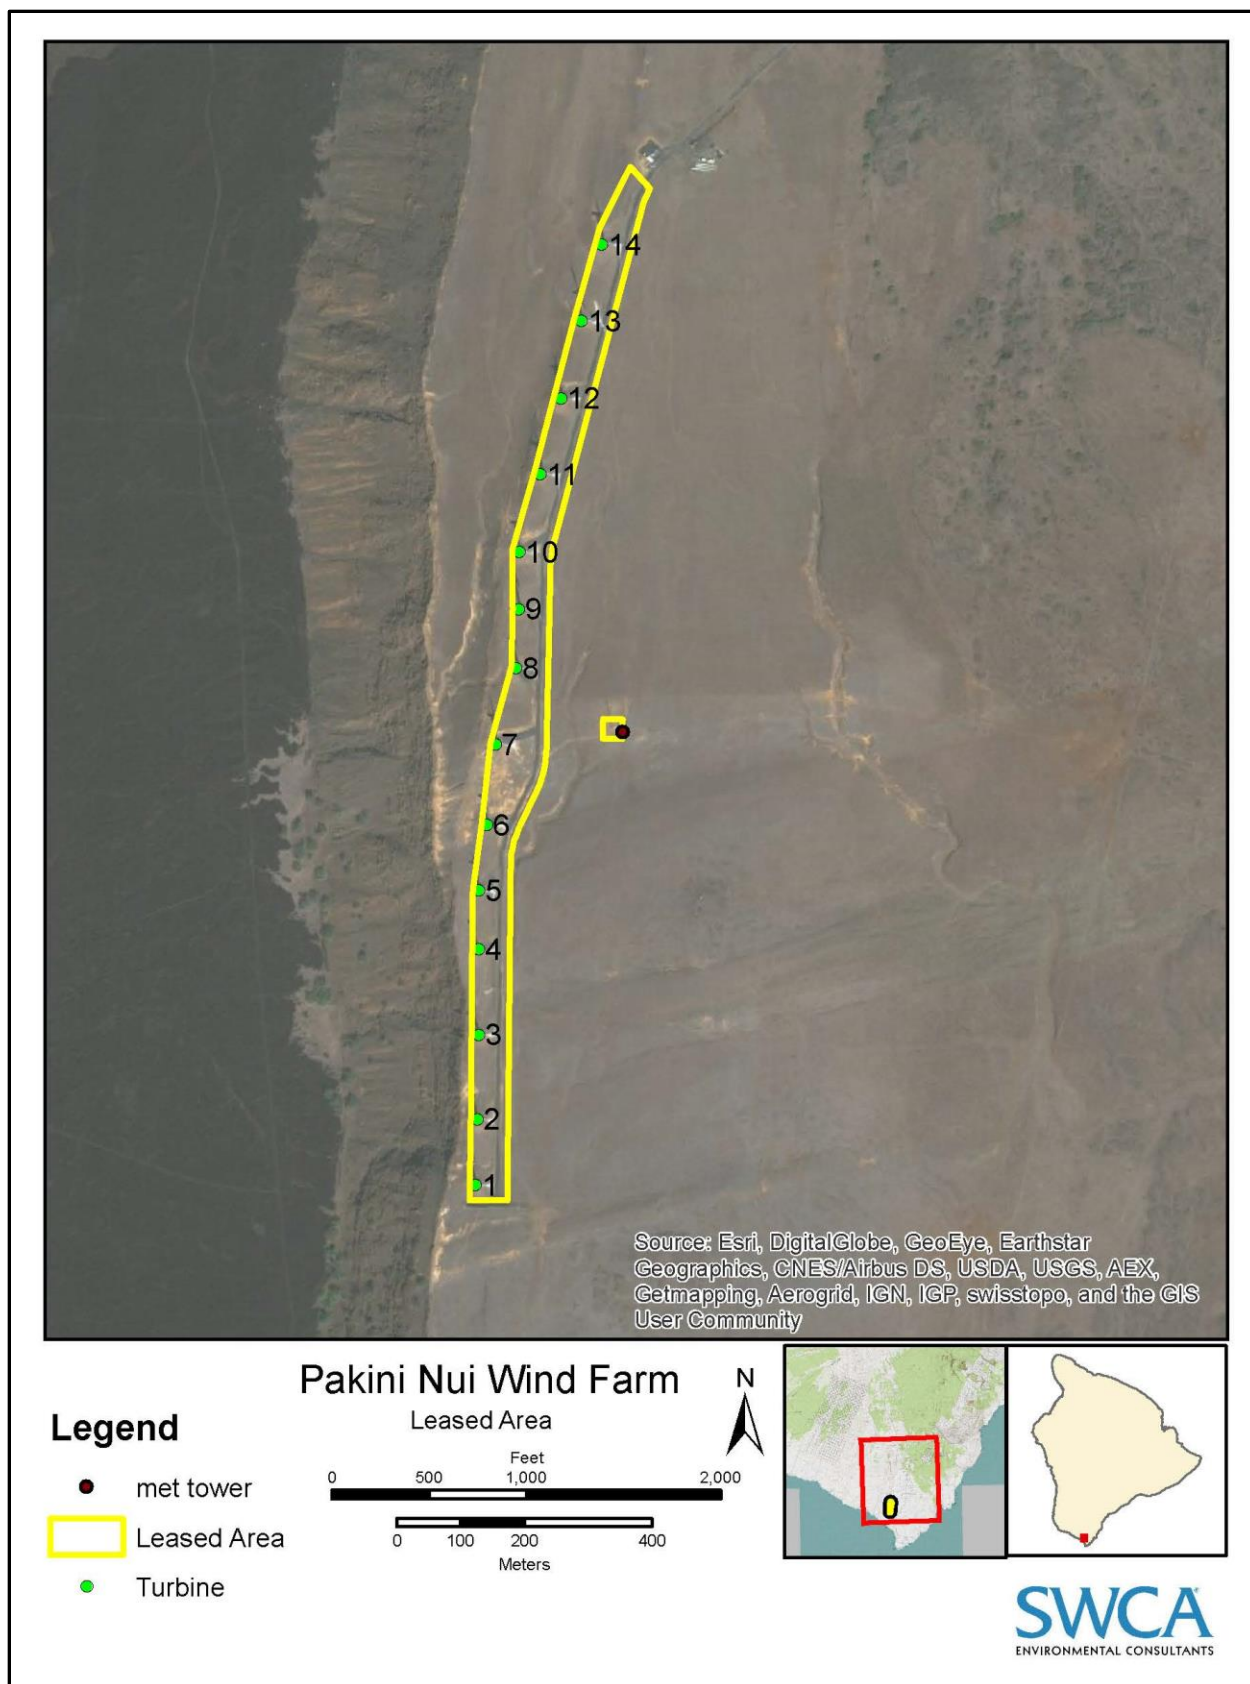 14
13
12
11
10
9
8
7
6
5
4
3
2
1
Source: Esri, DigitalGlobe, GeoEye, Earthstar
Geographics, CNES/Airbus DS, USDA, USGS, AEX,
Getmapping, Aerogrid, IGN, IGP, swisstopo, and the GIS
User Community
Pakini Nui Wind Farm
Leased Area
N
Legend
met tower
Leased Area
Turbine
Feet
0 500 1,000 2,000
0 100 200 400
Meters
SWCA
ENVIRONMENTAL CONSULTANTS